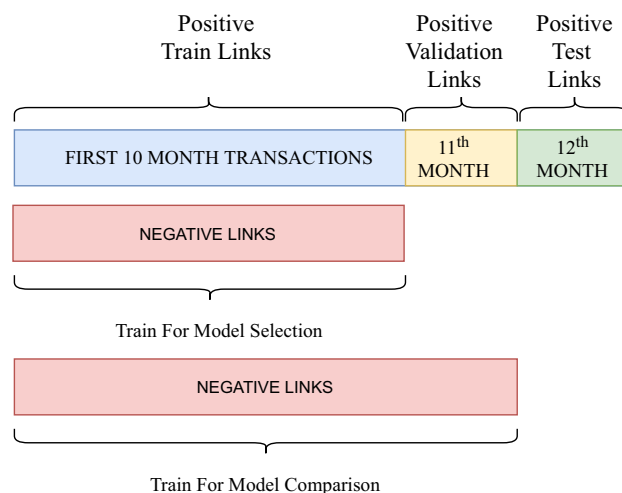 Positive
Train Links
Positive
Validation
Links
Positive
Test
Links
FIRST 10 MONTH TRANSACTIONS
11th
MONTH
12th
MONTH
NEGATIVE LINKS
Train For Model Selection
NEGATIVE LINKS
Train For Model Comparison